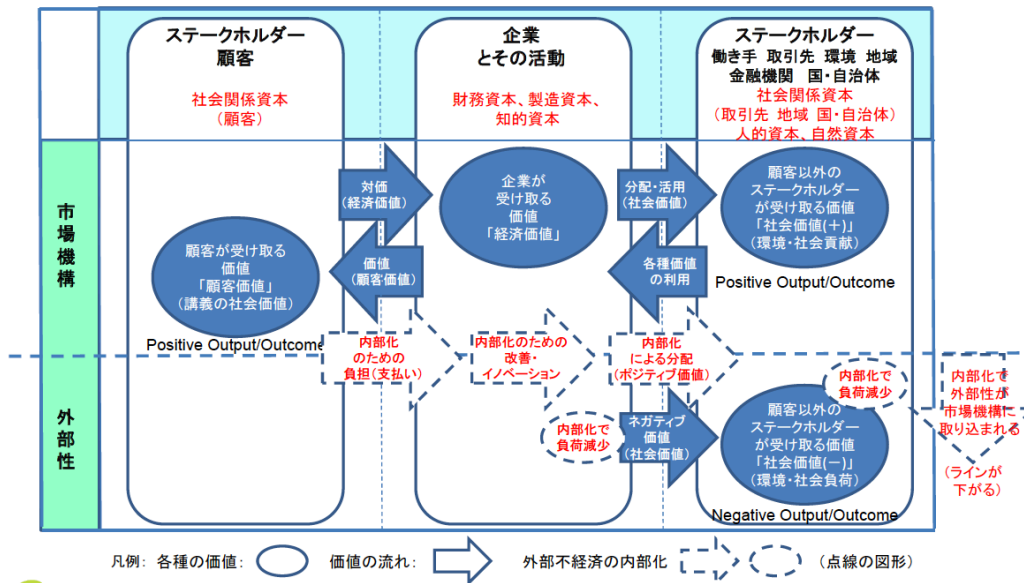 ステークホルダー
顧客
社会関係資本
(顧客)
企業
とその活動
財務資本、製造資本、
知的資本
ステークホルダー
働き手 取引先 環境 地域
金融機関 国・自治体
社会関係資本
(取引先 地域 国・自治体)
人的資本、自然資本
市場機構
対価
(経済価値)
企業が
受け取る
価値
「経済価値」
分配・活用
(社会価値)
顧客以外の
ステークホルダー
が受け取る価値
「社会価値(+)」
(環境・社会貢献)
顧客が受け取る
価値
「顧客価値」
(講義の社会価値)
価値
(顧客価値)
各種価値
の利用
Positive Output/Outcome
Positive Output/Outcome
内部化
のための
負担(支払い)
内部化のための
改善・
イノベーション
内部化
による分配
(ポジティブ価値)
外部性
内部化で
負荷減少
ネガティブ
価値
(社会価値)
顧客以外の
ステークホルダー
が受け取る価値
「社会価値(-)」
(環境・社会負荷)
内部化で
負荷減少
内部化で
外部性が
市場機構に
取り込まれる
(ラインが
下がる)
Negative Output/Outcome
凡例: 各種の価値: 価値の流れ: 外部不経済の内部化 (点線の図形)